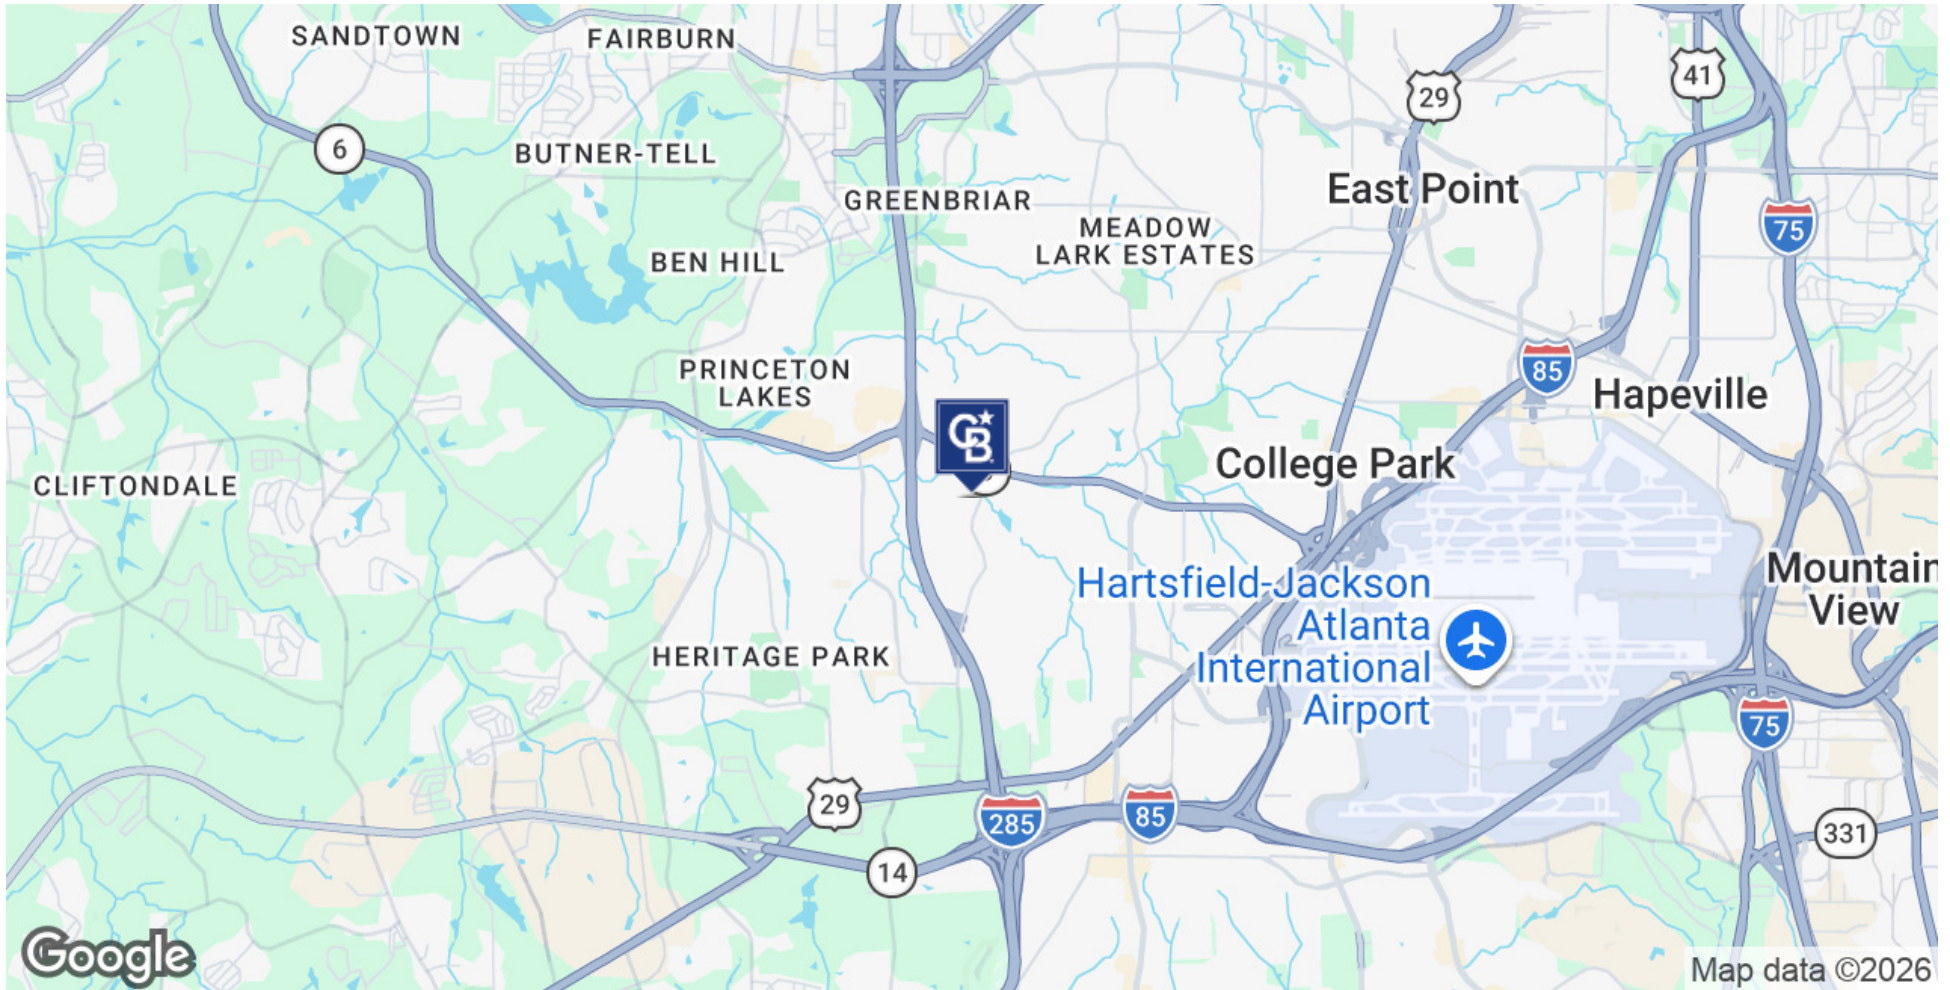 SANDTOWN
FAIRBURN
41
29
6
BUTNER-TELL
East Point
GREENBRIAR
MEADOW
LARK ESTATES
75
BEN HILL
PRINCETON
LAKES
85
Hapeville
CB
College Park
CLIFTONDALE
Mountain
View
Hartsfield-Jackson
Atlanta
International
Airport
HERITAGE PARK
75
29
285
85
331
14
Google
Map data ©2026